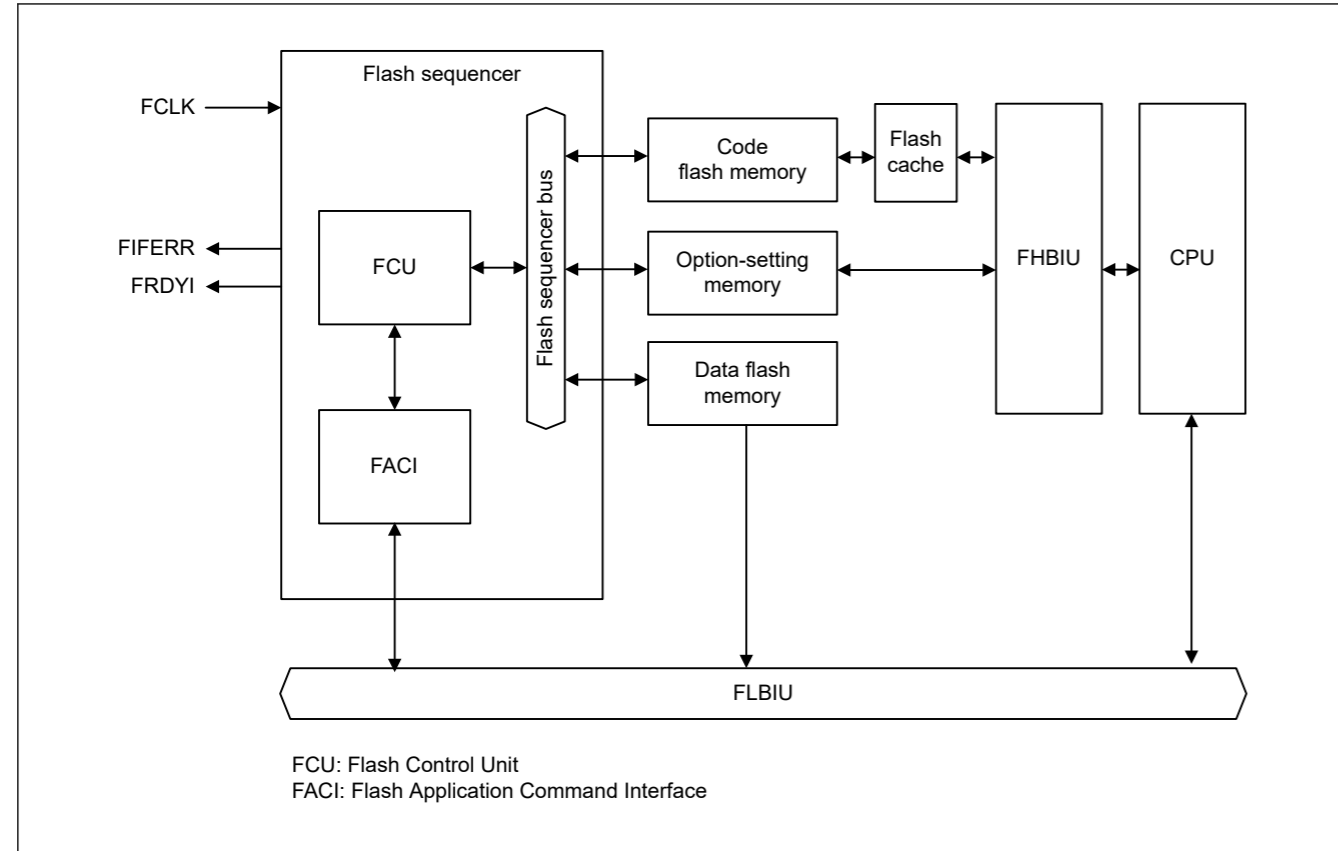 Flash sequencer
FCLK
FIFERR
FRDYI
FCU
FACI
Flash sequencer bus
Code
flash memory
Flash
cache
Option-setting
memory
Data flash
memory
FHBIU
CPU
FLBIU
FCU: Flash Control Unit
FACI: Flash Application Command Interface